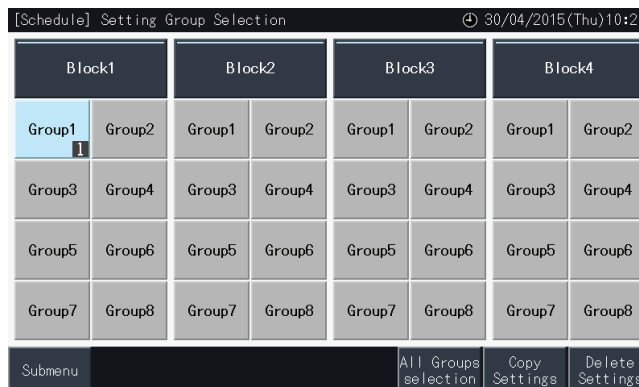 [Schedule] Setting Group Selection 30/04/2015(Thu)10:2
Block1 Block2 Block3 Block4
Group1 Group2 Group1 Group2 Group1 Group2 Group1 Group2
1
Group3 Group4 Group3 Group4 Group3 Group4 Group3 Group4
Group5 Group6 Group5 Group6 Group5 Group6 Group5 Group6
Group7 Group8 Group7 Group8 Group7 Group8 Group7 Group8
Submenu
All Groups
selection
Copy
Settings
Delete
Settings